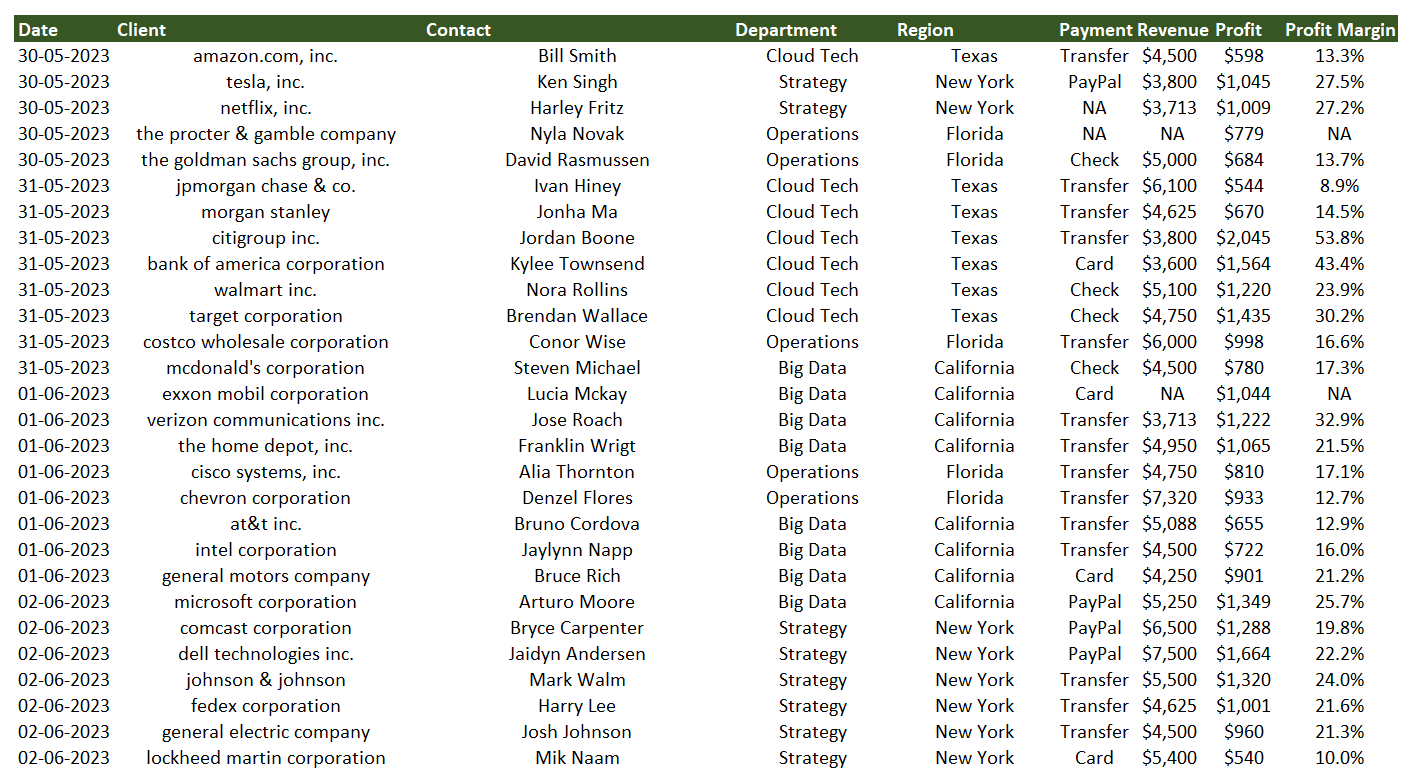 Date Client Contact Department Region Payment Revenue Profit Profit Margin
30-05-2023 amazon.com, inc. Bill Smith Cloud Tech Texas Transfer $4,500 $598 13.3%
30-05-2023 tesla, inc. Ken Singh Strategy New York PayPal $3,800 $1,045 27.5%
30-05-2023 netflix, inc. Harley Fritz Strategy New York NA $3,713 $1,009 27.2%
30-05-2023 the procter & gamble company Nyla Novak Operations Florida NA NA $779 NA
30-05-2023 the goldman sachs group, inc. David Rasmussen Operations Florida Check $5,000 $684 13.7%
31-05-2023 jpmorgan chase & co. Ivan Hiney Cloud Tech Texas Transfer $6,100 $544 8.9%
31-05-2023 morgan stanley Jonha Ma Cloud Tech Texas Transfer $4,625 $670 14.5%
31-05-2023 citigroup inc. Jordan Boone Cloud Tech Texas Transfer $3,800 $2,045 53.8%
31-05-2023 bank of america corporation Kylee Townsend Cloud Tech Texas Card $3,600 $1,564 43.4%
31-05-2023 walmart inc. Nora Rollins Cloud Tech Texas Check $5,100 $1,220 23.9%
31-05-2023 target corporation Brendan Wallace Cloud Tech Texas Check $4,750 $1,435 30.2%
31-05-2023 costco wholesale corporation Conor Wise Operations Florida Transfer $6,000 $998 16.6%
31-05-2023 mcdonald's corporation Steven Michael Big Data California Check $4,500 $780 17.3%
01-06-2023 exxon mobil corporation Lucia Mckay Big Data California Card NA $1,044 NA
01-06-2023 verizon communications inc. Jose Roach Big Data California Transfer $3,713 $1,222 32.9%
01-06-2023 the home depot, inc. Franklin Wrigt Big Data California Transfer $4,950 $1,065 21.5%
01-06-2023 cisco systems, inc. Alia Thornton Operations Florida Transfer $4,750 $810 17.1%
01-06-2023 chevron corporation Denzel Flores Operations Florida Transfer $7,320 $933 12.7%
01-06-2023 at&t inc. Bruno Cordova Big Data California Transfer $5,088 $655 12.9%
01-06-2023 intel corporation Jaylynn Napp Big Data California Transfer $4,500 $722 16.0%
01-06-2023 general motors company Bruce Rich Big Data California Card $4,250 $901 21.2%
02-06-2023 microsoft corporation Arturo Moore Big Data California PayPal $5,250 $1,349 25.7%
02-06-2023 comcast corporation Bryce Carpenter Strategy New York PayPal $6,500 $1,288 19.8%
02-06-2023 dell technologies inc. Jaidyn Andersen Strategy New York PayPal $7,500 $1,664 22.2%
02-06-2023 johnson & johnson Mark Walm Strategy New York Transfer $5,500 $1,320 24.0%
02-06-2023 fedex corporation Harry Lee Strategy New York Transfer $4,625 $1,001 21.6%
02-06-2023 general electric company Josh Johnson Strategy New York Transfer $4,500 $960 21.3%
02-06-2023 lockheed martin corporation Mik Naam Strategy New York Card $5,400 $540 10.0%